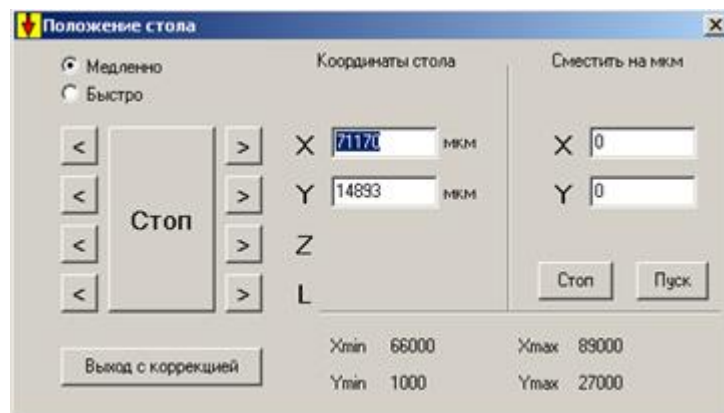 Положение стола
Медленно
Быстро
Координаты стола
Сместить на мкм
< Стоп >
< >
< >
< >
X 71170 мкм
Y 14893 мкм
Z
L
X 0
Y 0
Стоп Пуск
Выход с коррекцией
Xmin 66000 Xmax 89000
Ymin 1000 Ymax 27000